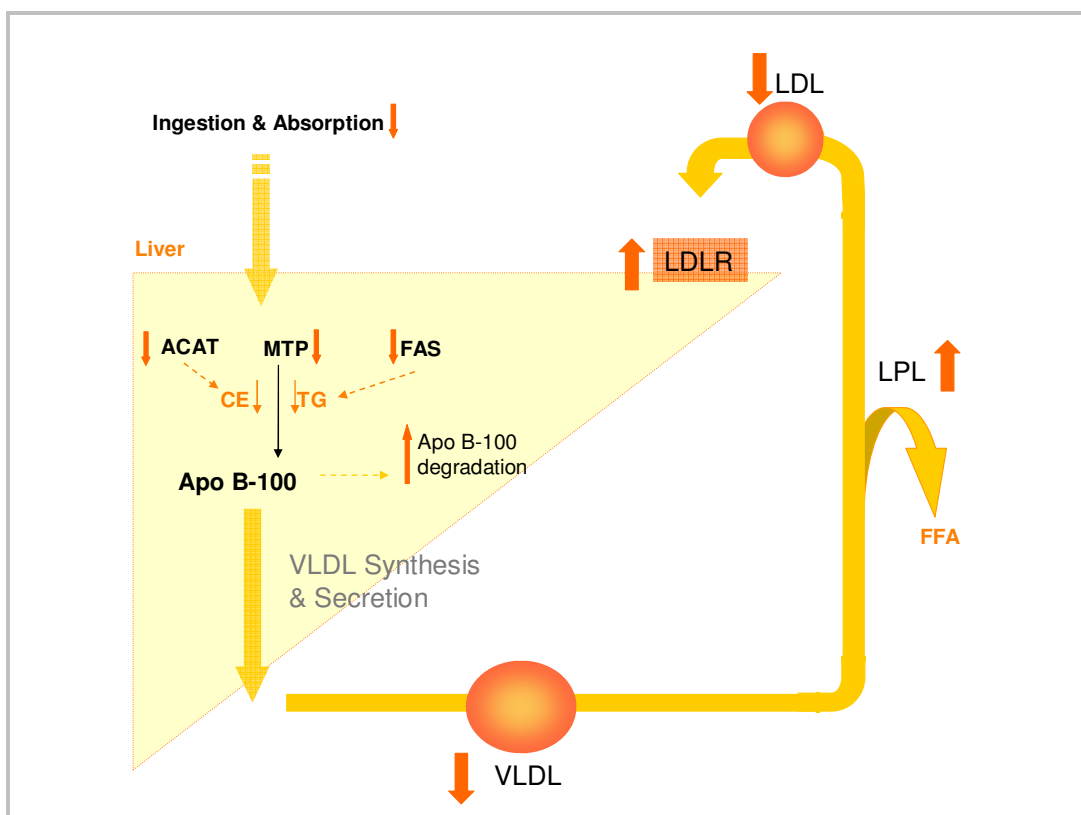 LDL
Ingestion & Absorption
Liver
LDLR
ACAT
MTP
FAS
CE
TG
LPL
Apo B-100
degradation
Apo B-100
FFA
VLDL Synthesis
& Secretion
VLDL